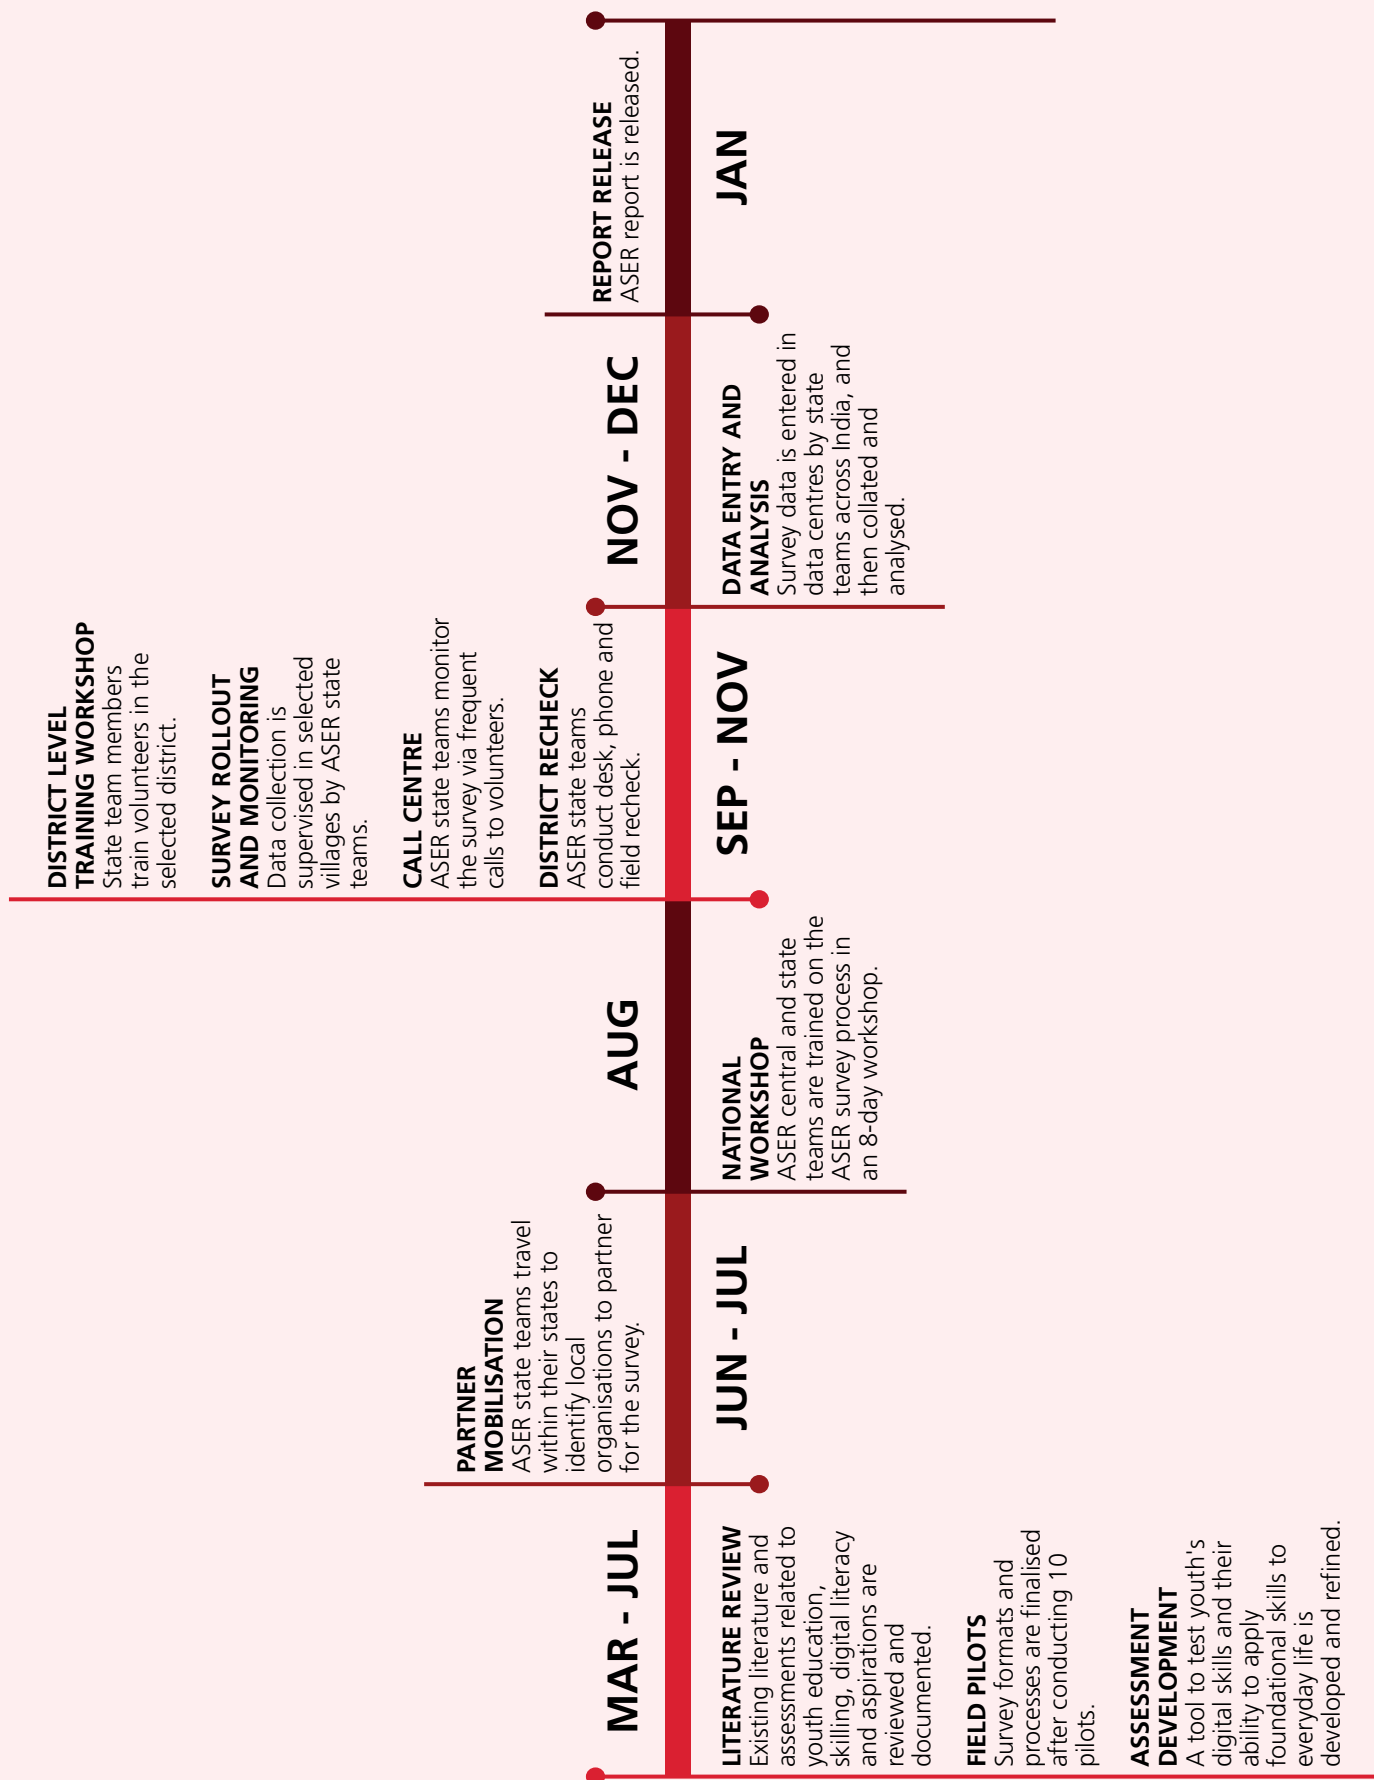 MAR - JUL
LITERATURE REVIEW
Existing literature and
assessments related to
youth education,
skilling, digital literacy
and aspirations are
reviewed and
documented.
FIELD PILOTS
Survey formats and
processes are finalised
after conducting 10
pilots.
ASSESSMENT
DEVELOPMENT
A tool to test youth's
digital skills and their
ability to apply
foundational skills to
everyday life is
developed and refined.
PARTNER
MOBILISATION
ASER state teams travel
within their states to
identify local
organisations to partner
for the survey.
JUN - JUL
AUG
NATIONAL
WORKSHOP
ASER central and state
teams are trained on the
ASER survey process in
an 8-day workshop.
DISTRICT LEVEL
TRAINING WORKSHOP
State team members
train volunteers in the
selected district.
SURVEY ROLLOUT
AND MONITORING
Data collection is
supervised in selected
villages by ASER state
teams.
CALL CENTRE
ASER state teams monitor
the survey via frequent
calls to volunteers.
DISTRICT RECHECK
ASER state teams
conduct desk, phone and
field recheck.
SEP - NOV
NOV - DEC
DATA ENTRY AND
ANALYSIS
Survey data is entered in
data centres by state
teams across India, and
then collated and
analysed.
REPORT RELEASE
ASER report is released.
JAN